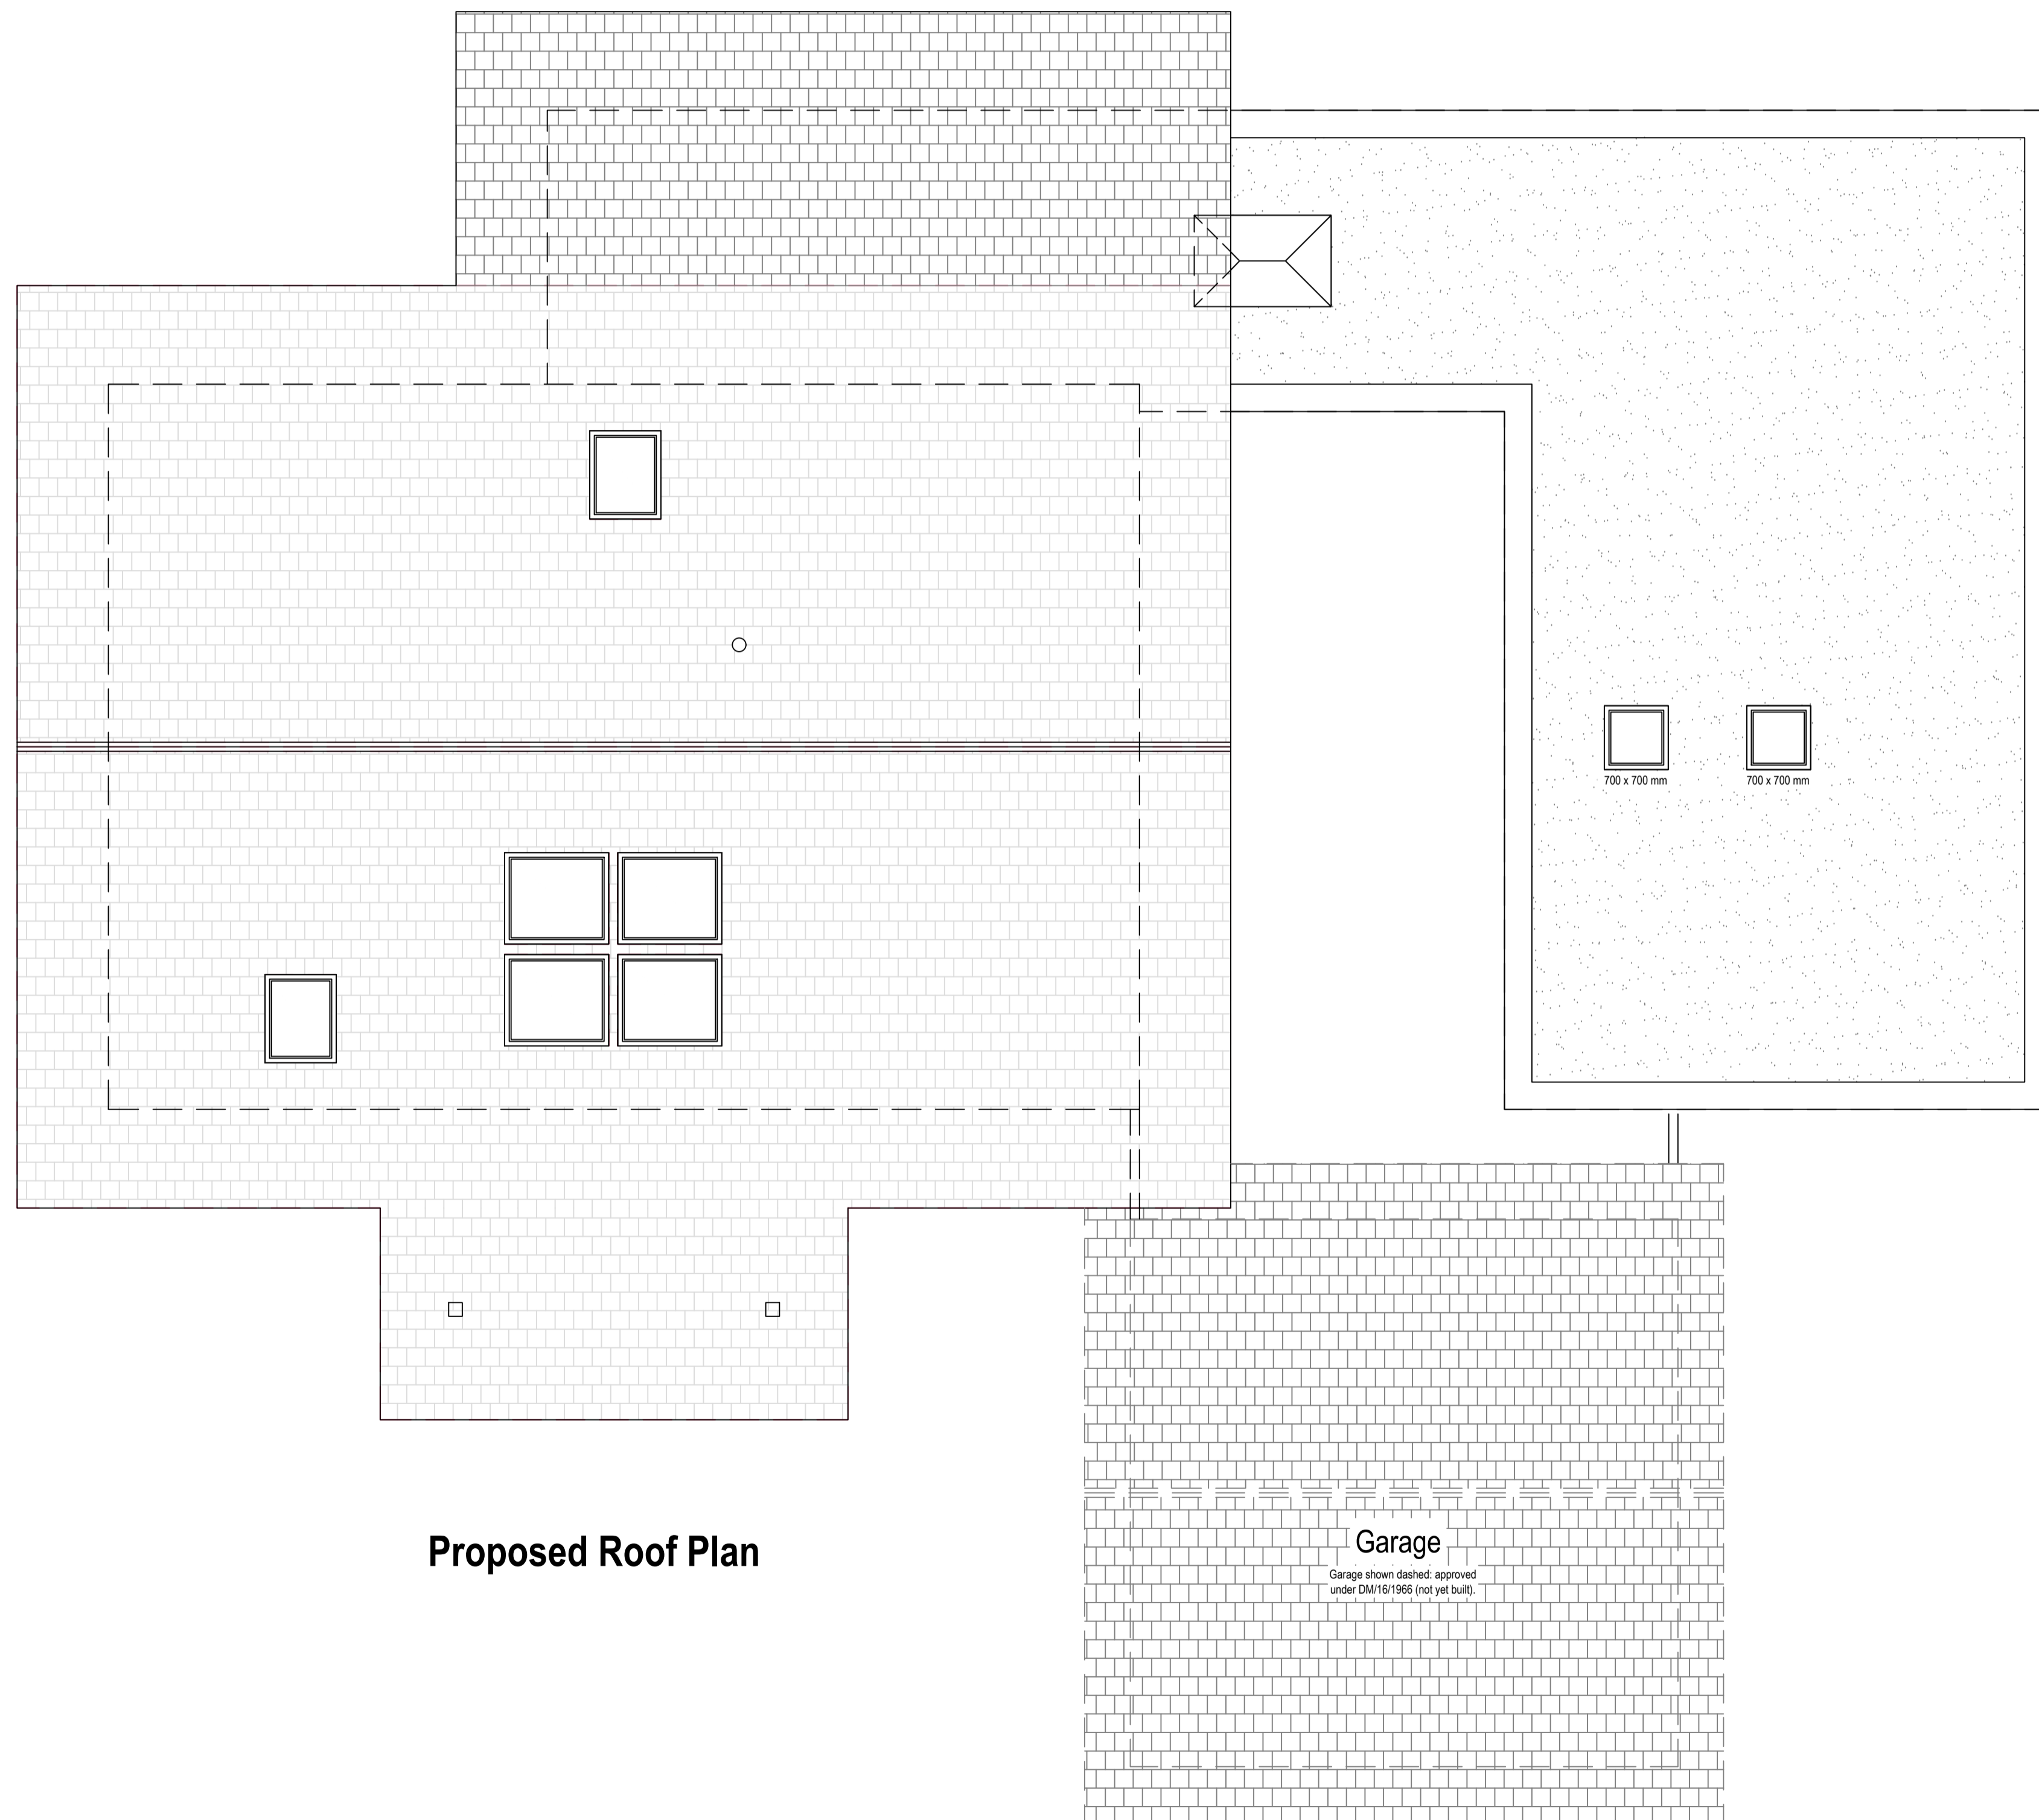 700 x 700 mm
700 x 700 mm
Proposed Roof Plan
Garage
Garage shown dashed: approved
under DM/16/1966 (not yet built).